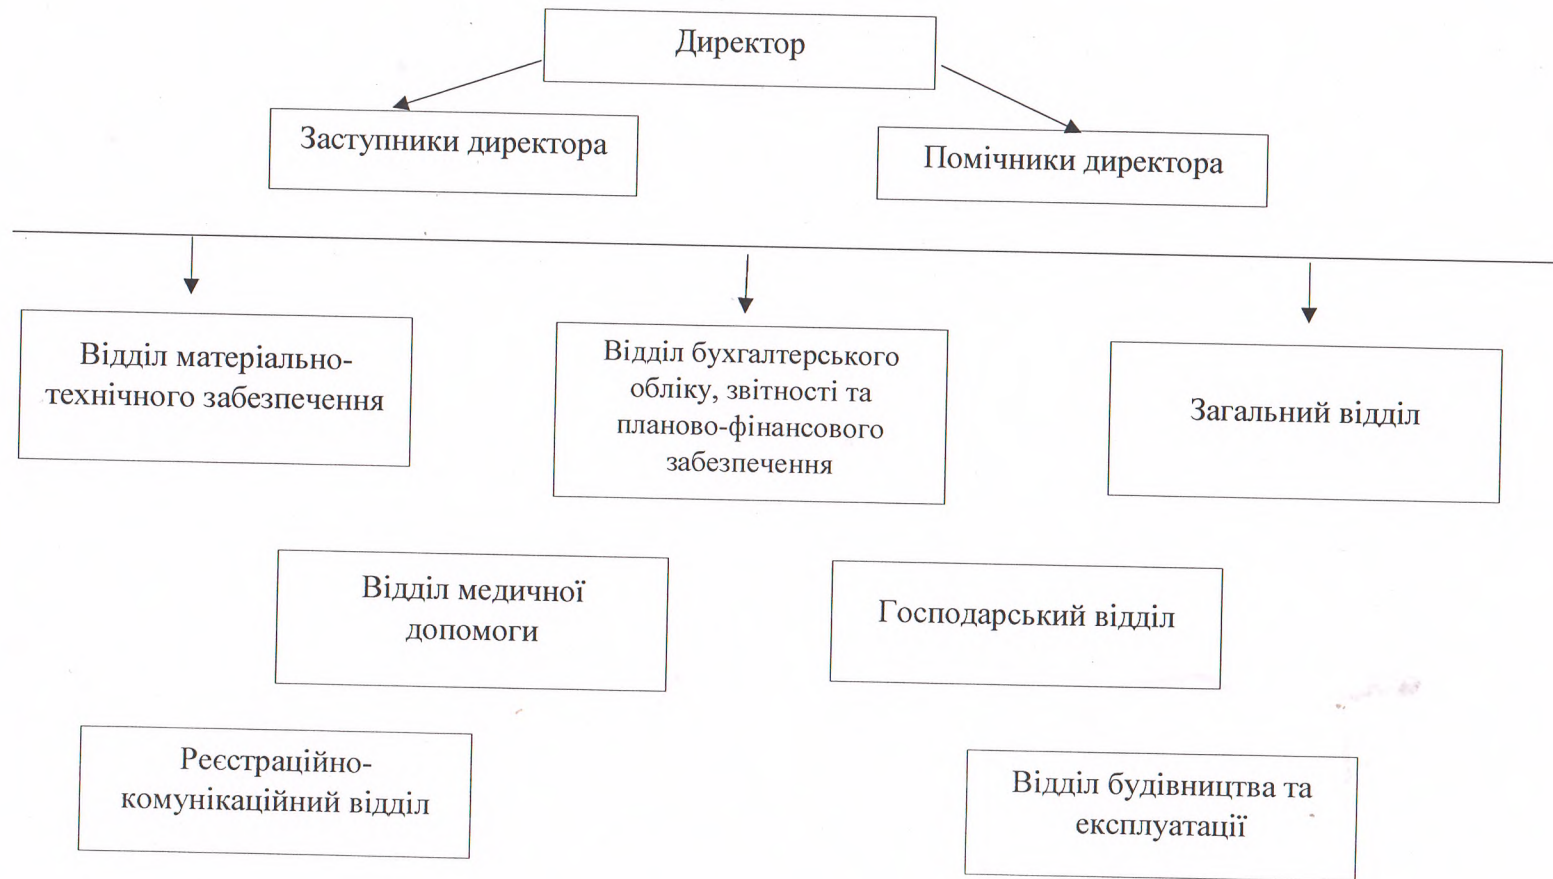 Директор
Заступники директора
Помічники директора
Відділ матеріально-
технічного забезпечення
Відділ бухгалтерського
обліку, звітності та
планово-фінансового
забезпечення
Загальний відділ
Відділ медичної
допомоги
Господарський відділ
Реєстраційно-
комунікаційний відділ
Відділ будівництва та
експлуатації